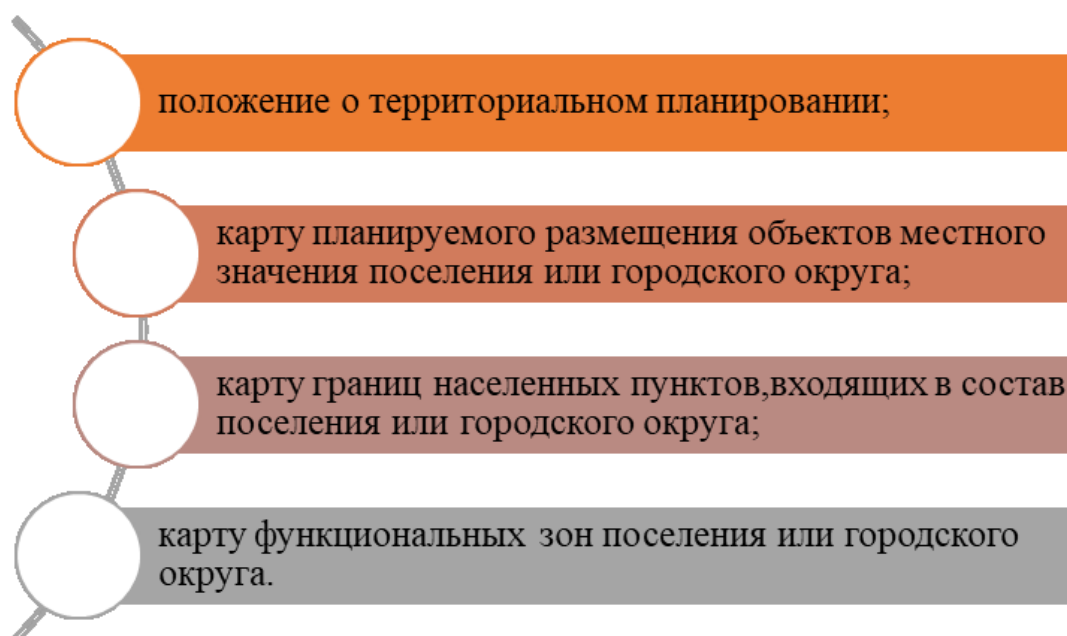 положение о территориальном планировании;
карту планируемого размещения объектов местного
значения поселения или городского округа;
карту границ населенных пунктов,входящих в состав
поселения или городского округа;
карту функциональных зон поселения или городского
округа.